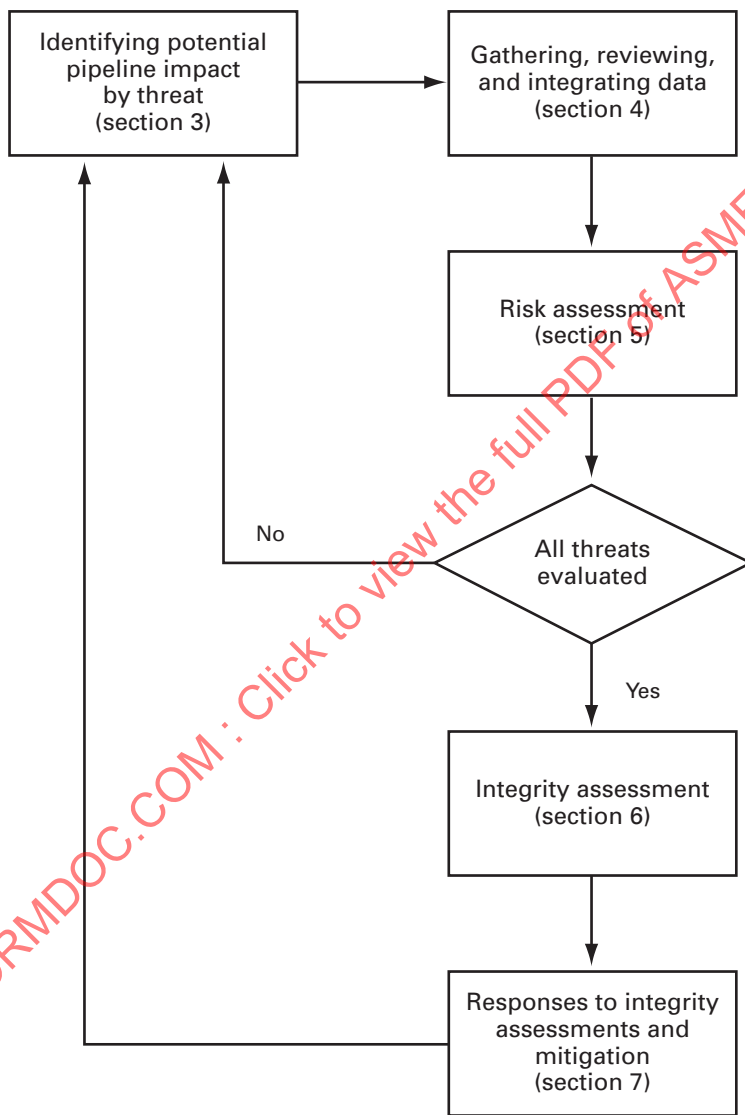 Identifying potential
pipeline impact
by threat
(section 3)
Gathering, reviewing,
and integrating data
(section 4)
Risk assessment
(section 5)
All threats
evaluated
No
Yes
Integrity assessment
(section 6)
Responses to integrity
assessments and
mitigation
(section 7)
RMDOC.COM : Click to view the full PDF of ASME